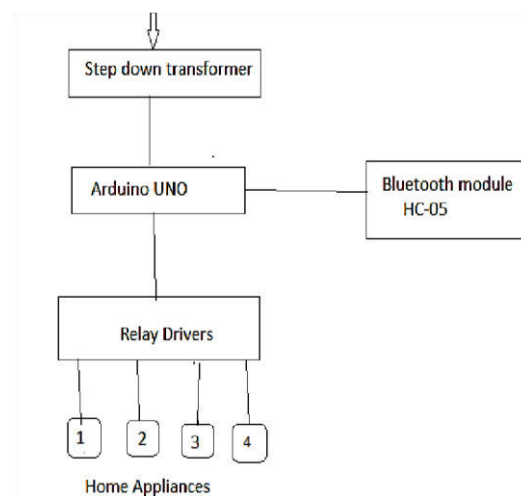 Step down transformer
Arduino UNO
Bluetooth module
HC-05
Relay Drivers
1
2
3
4
Home Appliances